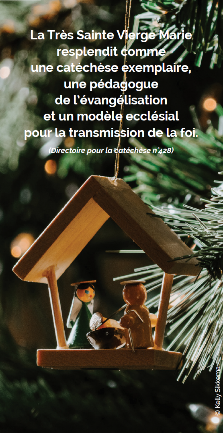 La Très Sainte Vierge Marie
resplendit comme
une catéchèse exemplaire,
une pédagogue
de l'évangélisation
et un modèle ecclésial
pour la transmission de la foi.
(Directoire pour la catéchèse n°428)